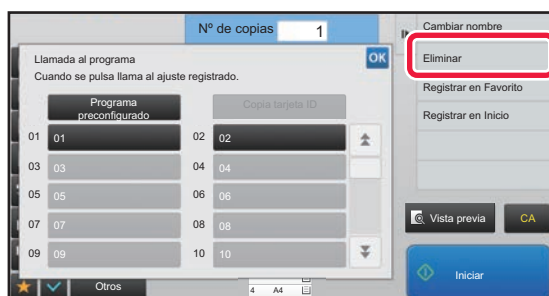 Nº de copias 1
Llamada al programa
OK
Cuando se pulsa llama al ajuste registrado.
Programa
preconfigurado
Copia tarjeta ID
01 01
02 02
03 03
04 04
05 05
06 06
07 07
08 08
09 09
10 10
Otros
4 A4
Cambiar nombre
Eliminar
Registrar en Favorito
Registrar en Inicio
Vista previa
CA
Iniciar